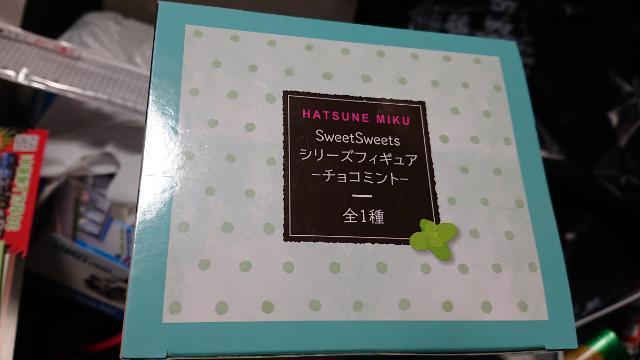 HATSUNE MIKU
SweetSweets
シリーズフィギュア
−チョコミント−
全1種